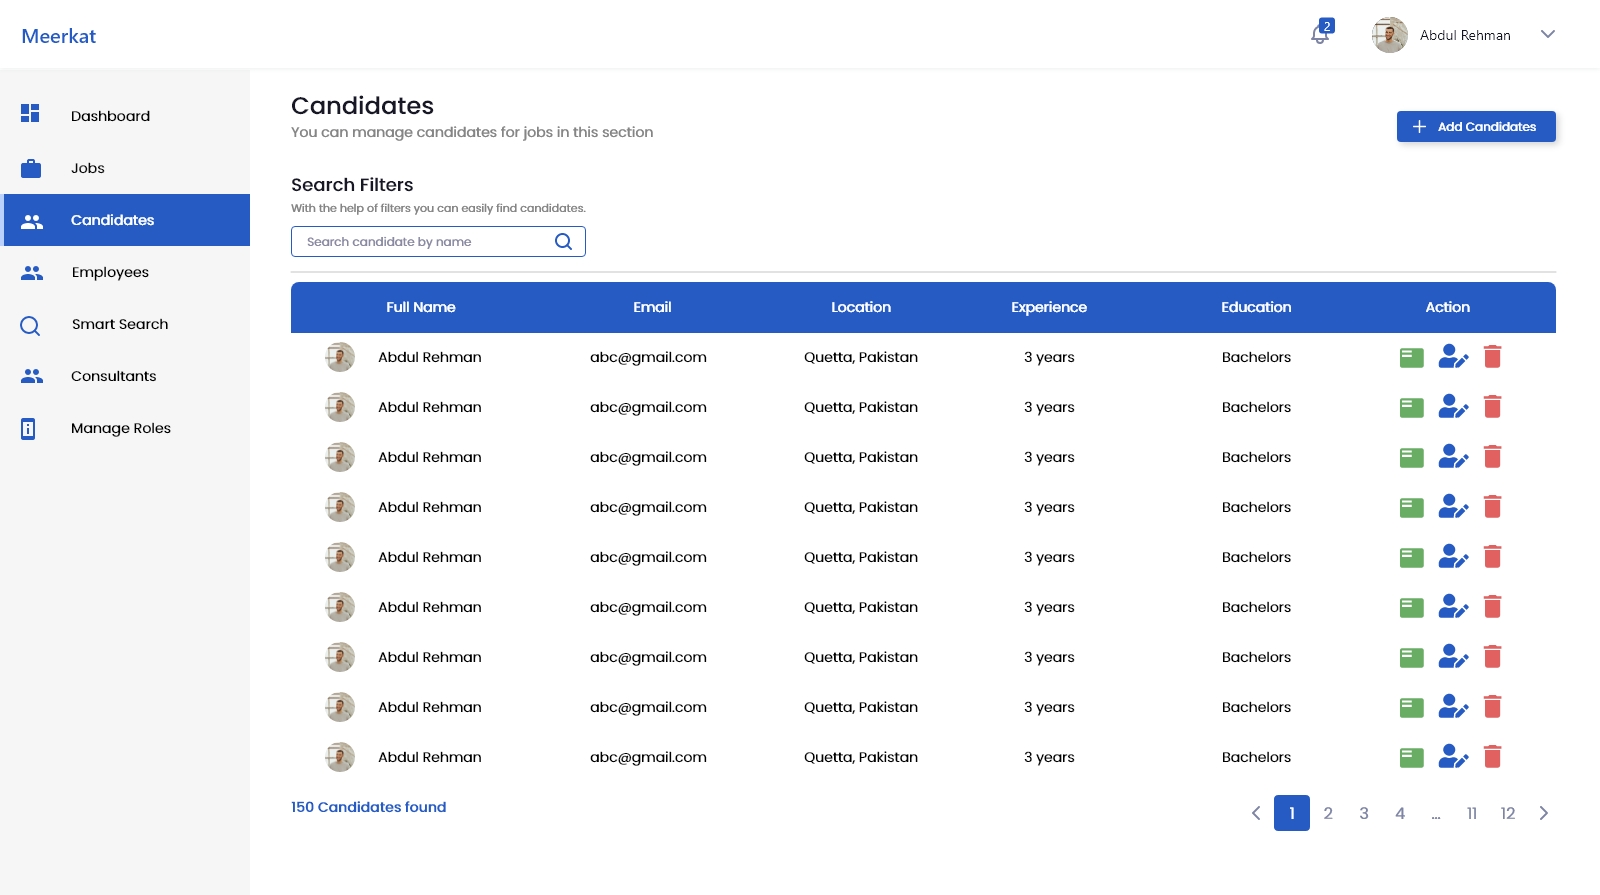 Meerkat
2
Abdul Rehman
Dashboard
Jobs
Candidates
Employees
Smart Search
Consultants
Manage Roles
Candidates
You can manage candidates for jobs in this section
Add Candidates
Search Filters
With the help of filters you can easily find candidates.
Search candidate by name
Full Name Email Location Experience Education Action
Abdul Rehman abc@gmail.com Quetta, Pakistan 3 years Bachelors
Abdul Rehman abc@gmail.com Quetta, Pakistan 3 years Bachelors
Abdul Rehman abc@gmail.com Quetta, Pakistan 3 years Bachelors
Abdul Rehman abc@gmail.com Quetta, Pakistan 3 years Bachelors
Abdul Rehman abc@gmail.com Quetta, Pakistan 3 years Bachelors
Abdul Rehman abc@gmail.com Quetta, Pakistan 3 years Bachelors
Abdul Rehman abc@gmail.com Quetta, Pakistan 3 years Bachelors
Abdul Rehman abc@gmail.com Quetta, Pakistan 3 years Bachelors
Abdul Rehman abc@gmail.com Quetta, Pakistan 3 years Bachelors
150 Candidates found
1 2 3 4 ... 11 12